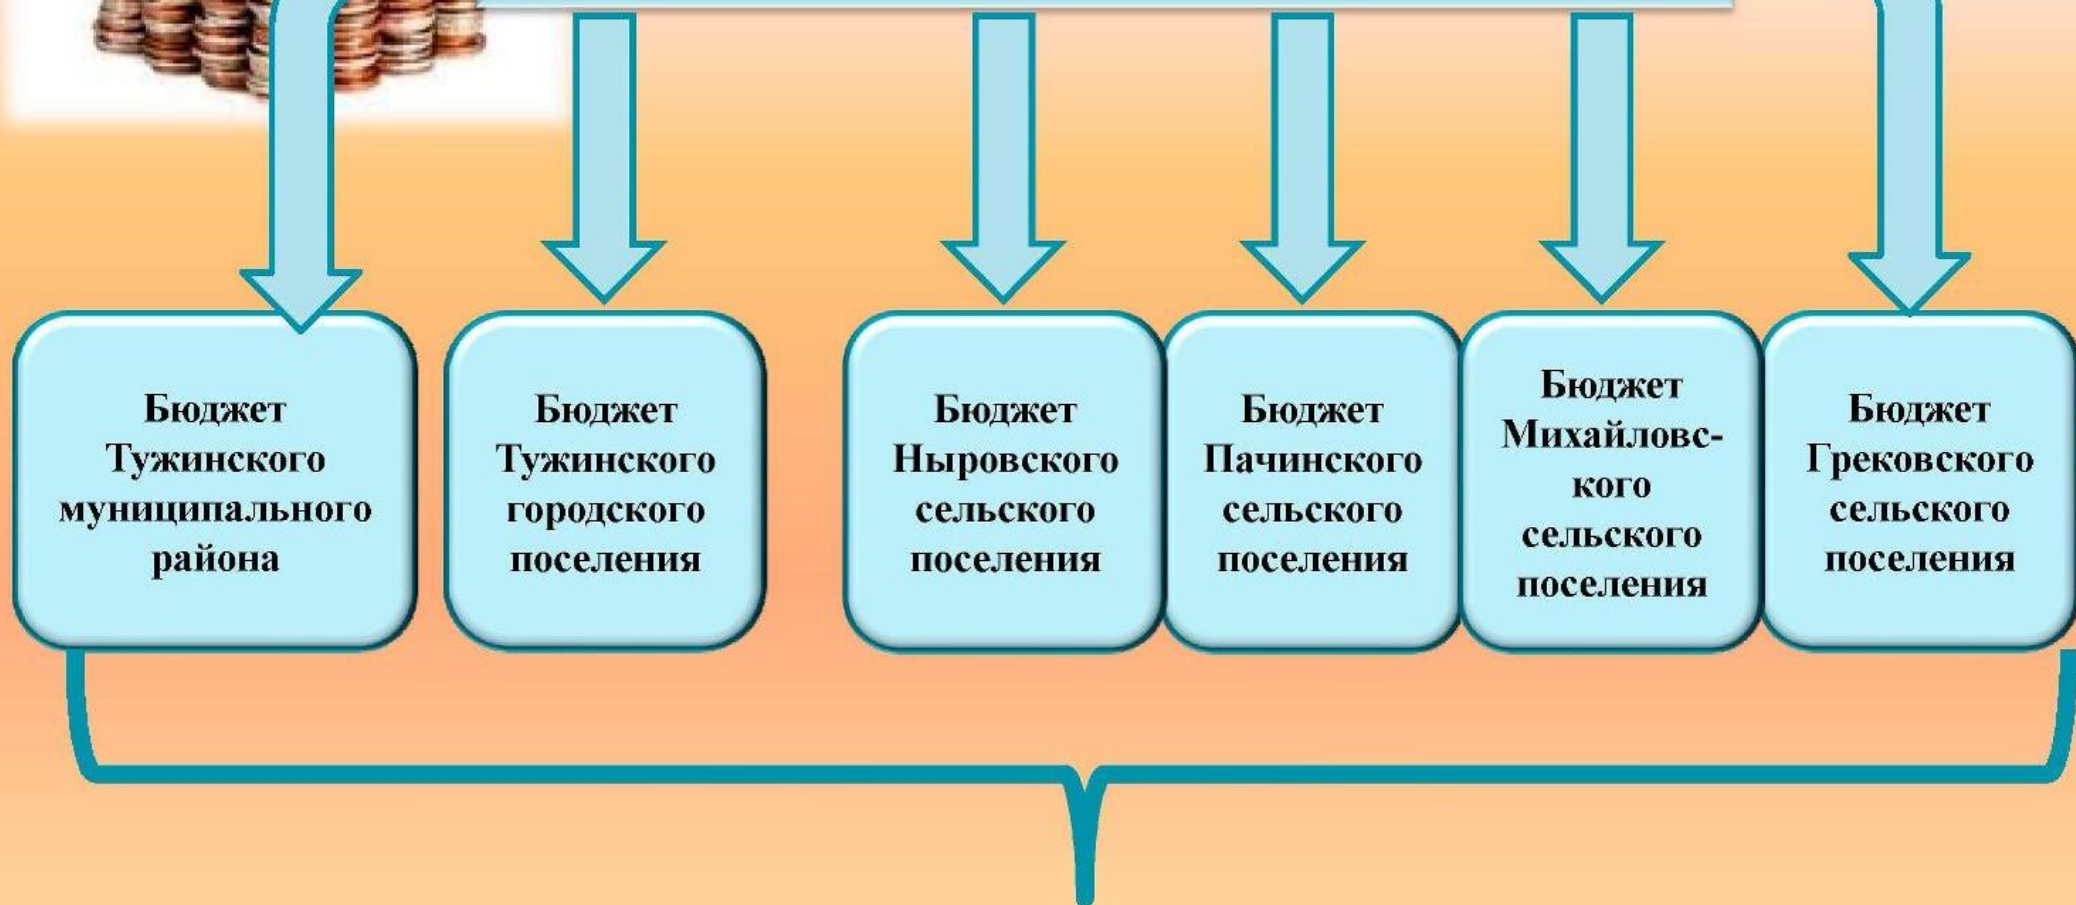 Бюджет
Тужинского
муниципального
района
Бюджет
Тужинского
городского
поселения
Бюджет
Ныровского
сельского
поселения
Бюджет
Пачинского
сельского
поселения
Бюджет
Михайловс-
кого
сельского
поселения
Бюджет
Грековского
сельского
поселения